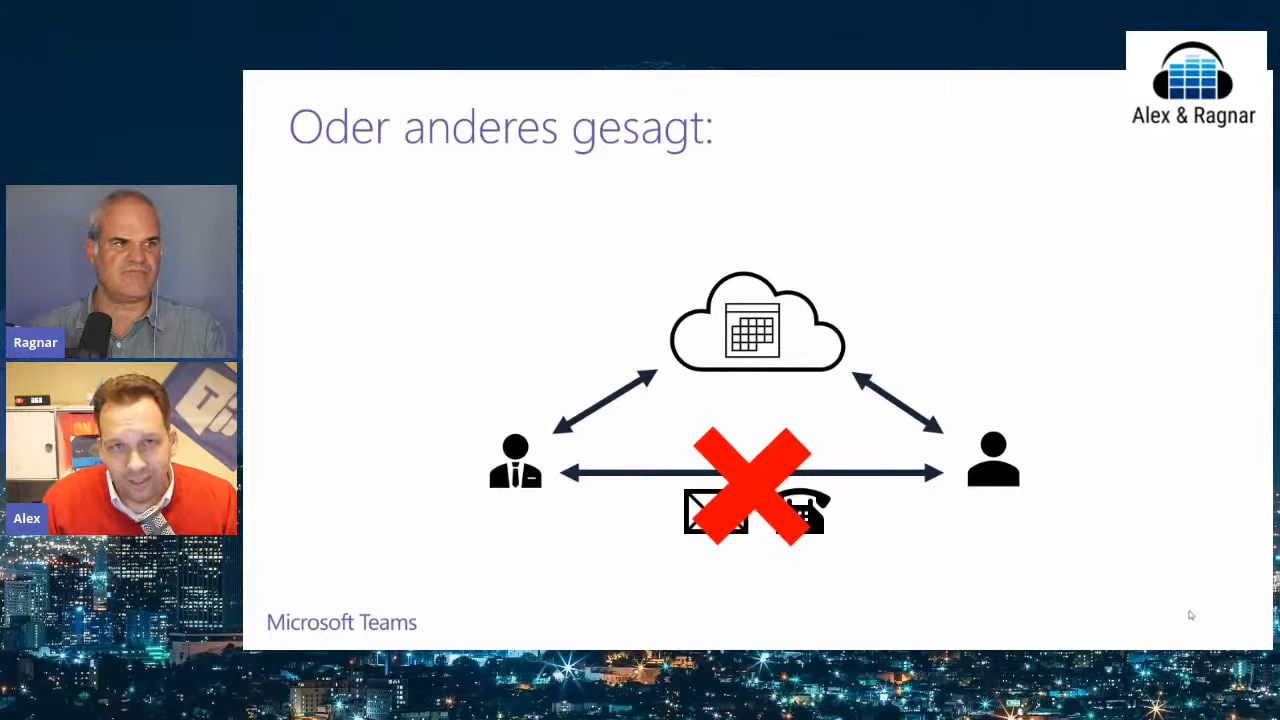 Alex & Ragnar
Oder anderes gesagt:
Ragnar
Alex
Microsoft Teams